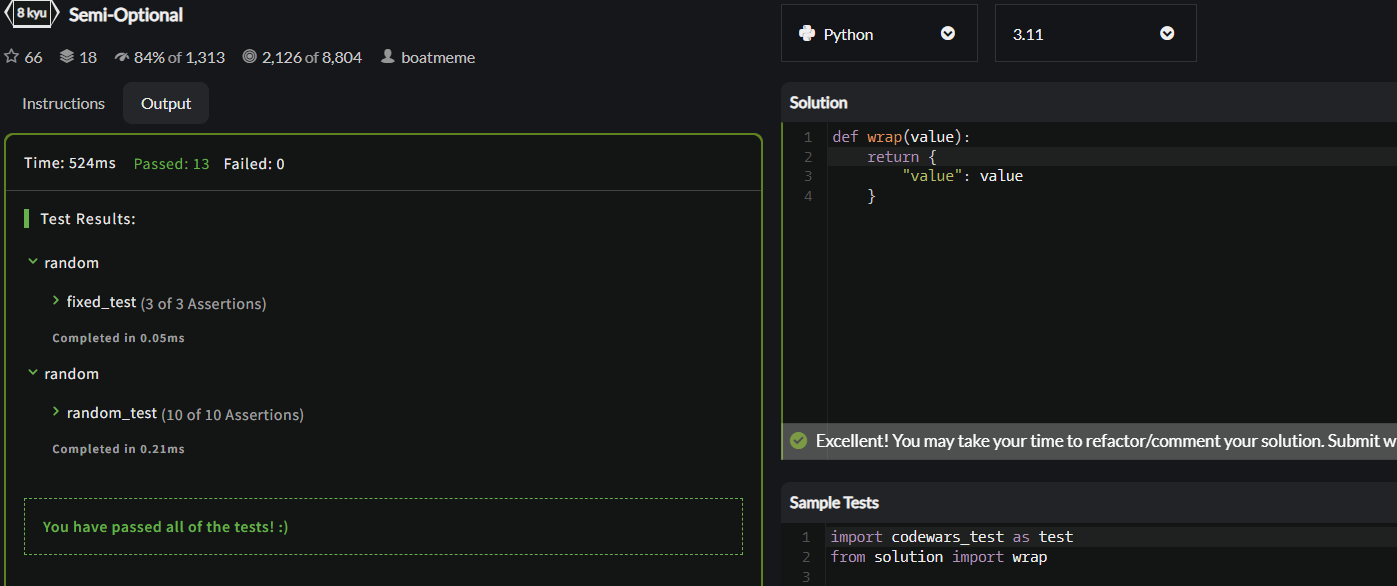 8 kyu Semi-Optional
66 18 84% of 1,313 2,126 of 8,804 boatmeme
Instructions Output
Time: 524ms Passed: 13 Failed: 0
Test Results:
random
fixed_test (3 of 3 Assertions)
Completed in 0.05ms
random
random_test (10 of 10 Assertions)
Completed in 0.21ms
You have passed all of the tests! :)
Python 3.11
Solution
1 def wrap(value):
2     return {
3         "value": value
4     }
Excellent! You may take your time to refactor/comment your solution. Submit w
Sample Tests
1 import codewars_test as test
2 from solution import wrap
3